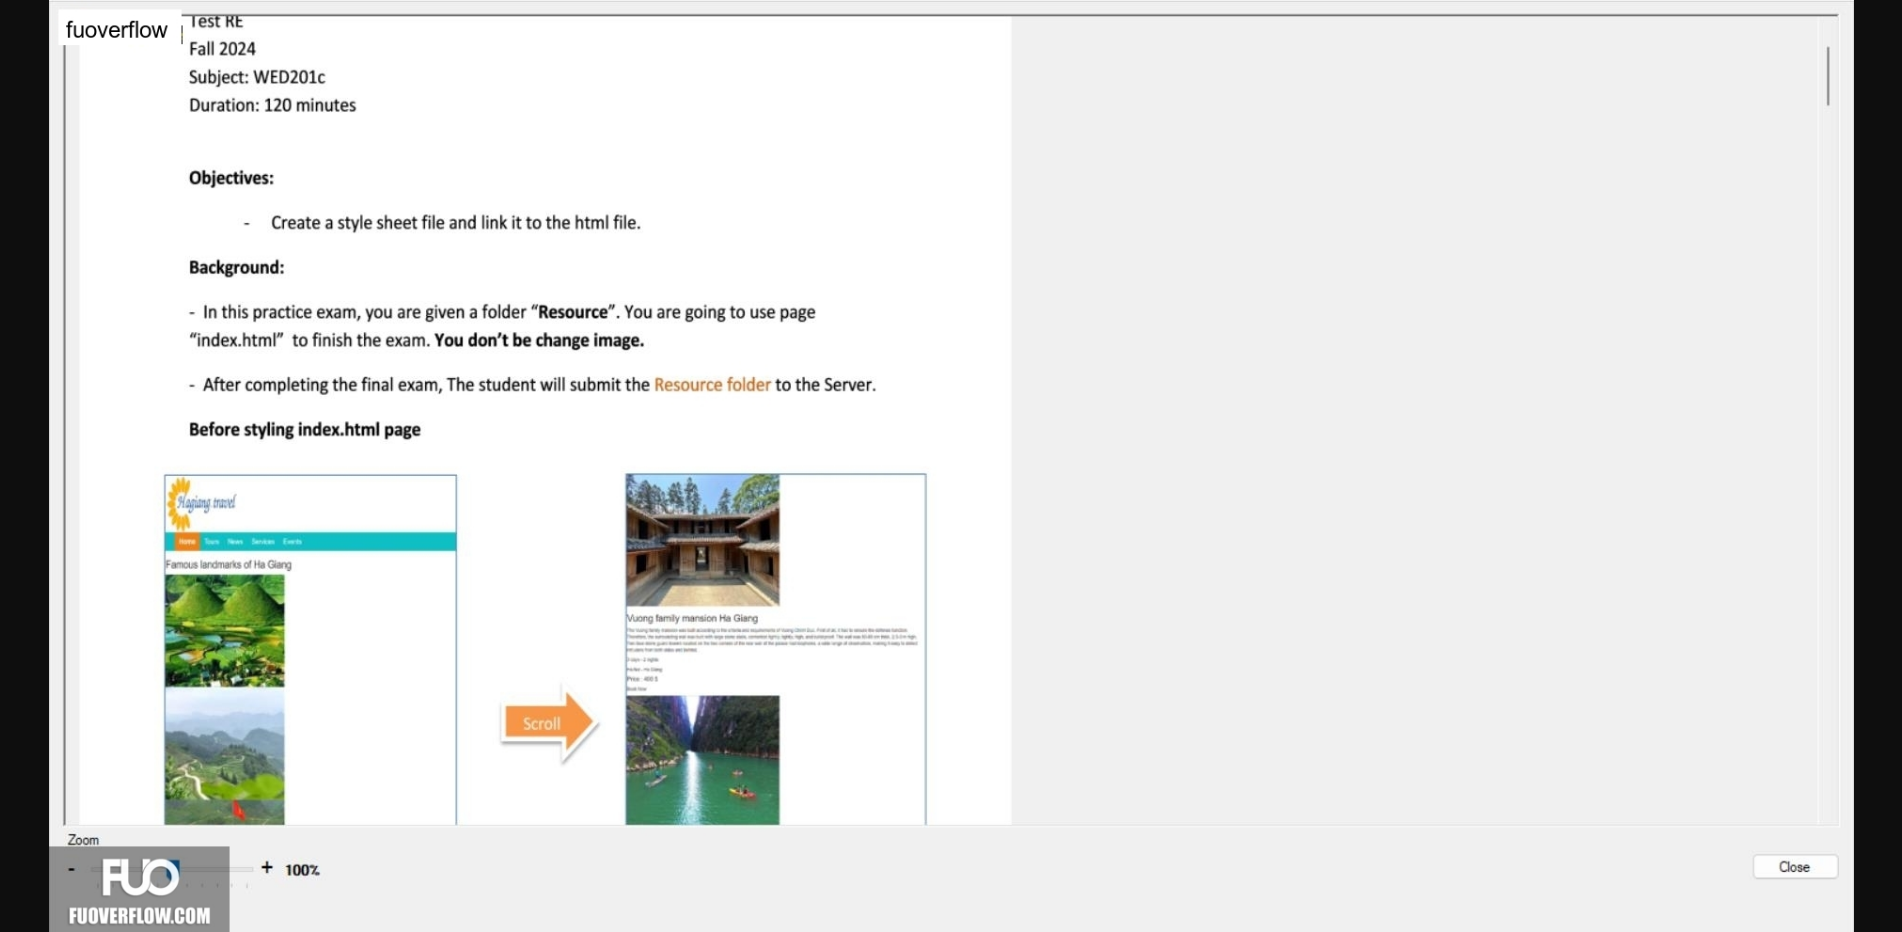 fuoverflow
Test RE
Fall 2024
Subject: WED201c
Duration: 120 minutes
Objectives:
- Create a style sheet file and link it to the html file.
Background:
- In this practice exam, you are given a folder “Resource”. You are going to use page
“index.html” to finish the exam. You don’t be change image.
- After completing the final exam, The student will submit the Resource folder to the Server.
Before styling index.html page
Hagiang travel
Home Tours News Services Events
Famous landmarks of Ha Giang
Scroll
Vuong family mansion Ha Giang
Price : 400 $
Book Now
Zoom
- + 100%
Close
FUO
FUOVERFLOW.COM